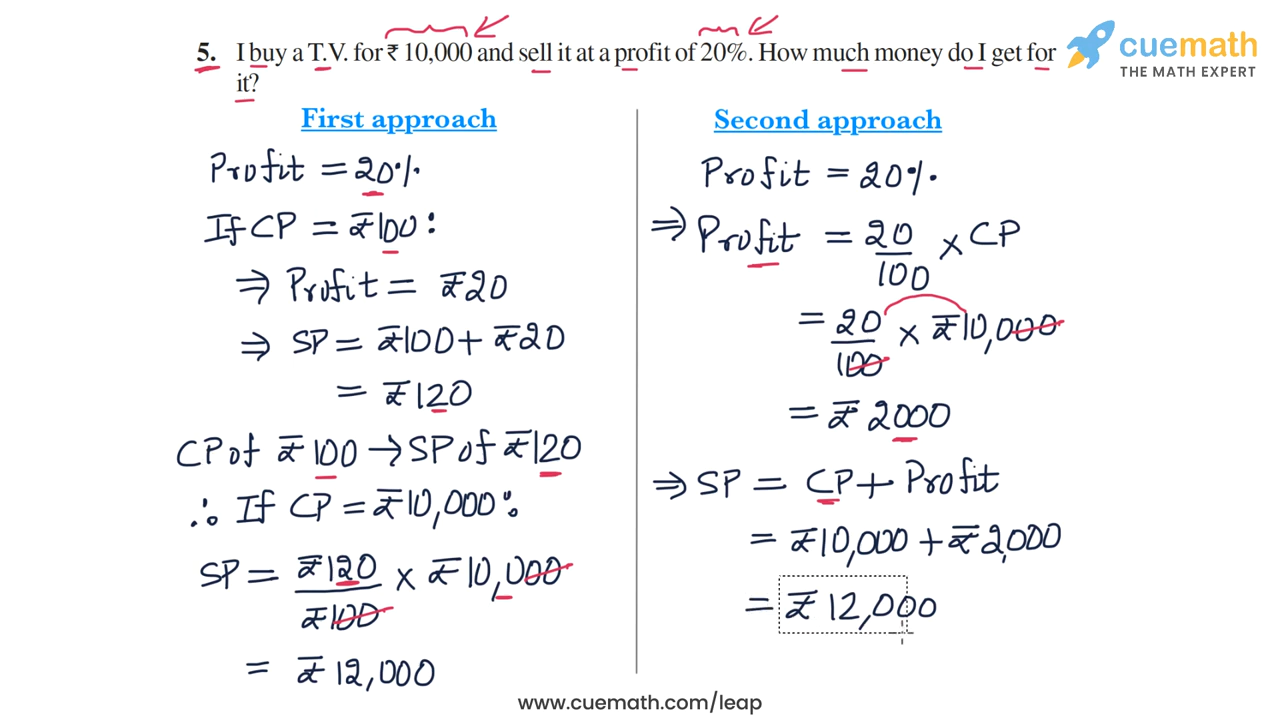 5. I buy a T.V. for ₹ 10,000 and sell it at a profit of 20%. How much money do I get for
it?
cuemath
THE MATH EXPERT
First approach
Profit = 20%.
If CP = ₹100:
⇒ Profit = ₹20
⇒ SP = ₹100 + ₹20
= ₹120
CP of ₹100 → SP of ₹120
∴ If CP = ₹10,000:
SP = ₹120/₹100 × ₹10,000
= ₹12,000
Second approach
Profit = 20%.
⇒ Profit = 20/100 × CP
= 20/100 × ₹10,000
= ₹2000
⇒ SP = CP + Profit
= ₹10,000 + ₹2,000
= ₹12,000
www.cuemath.com/leap